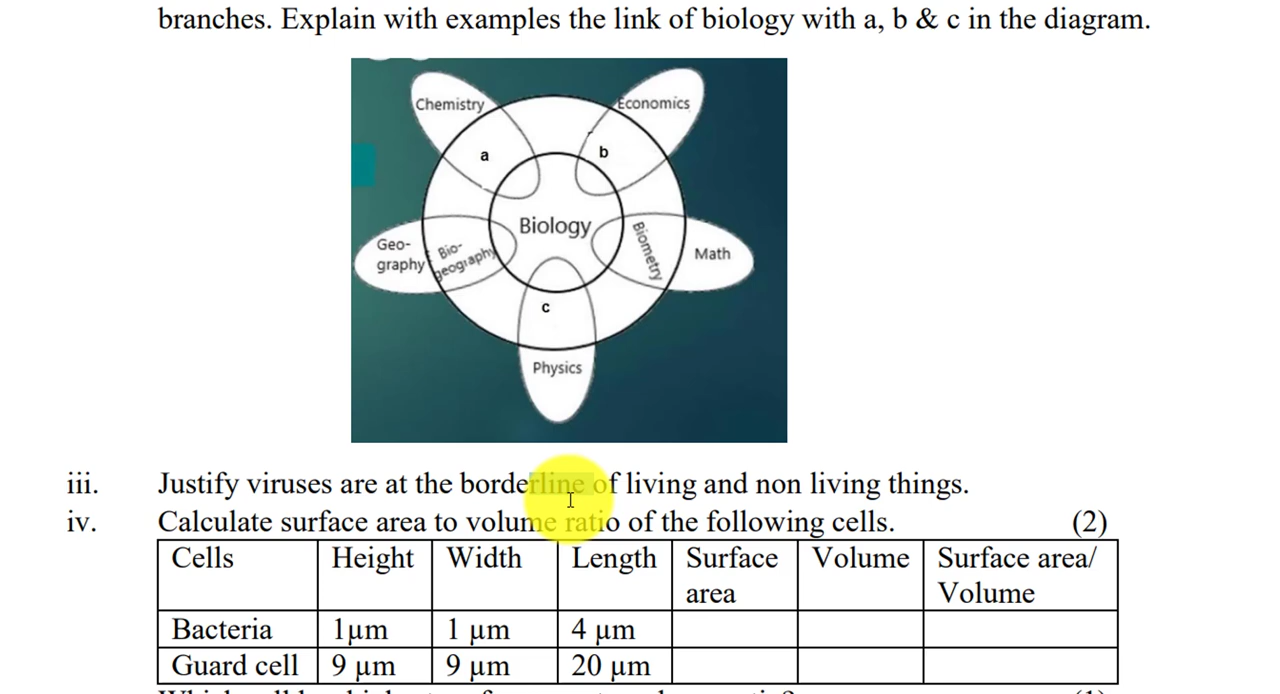 branches. Explain with examples the link of biology with a, b & c in the diagram.
Chemistry
Economics
a
b
Biology
Geo-
graphy
Bio-
geography
Biometry
Math
c
Physics
iii. Justify viruses are at the borderline of living and non living things.
iv. Calculate surface area to volume ratio of the following cells. (2)
Cells Height Width Length Surface area Volume Surface area/ Volume
Bacteria 1µm 1 µm 4 µm
Guard cell 9 µm 9 µm 20 µm